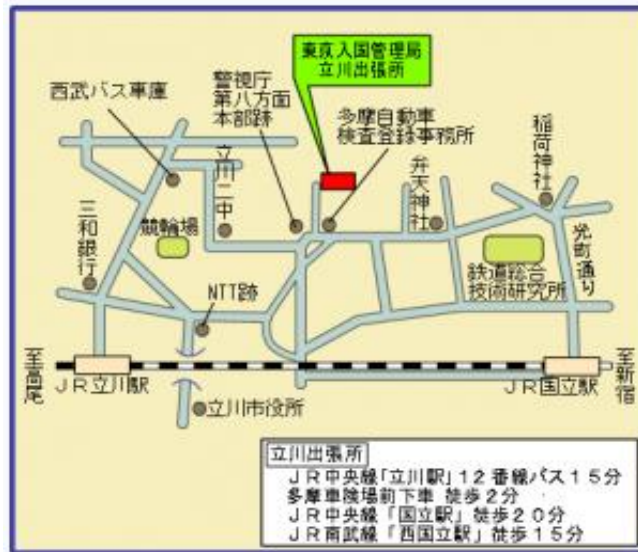 東京入国管理局
立川出張所
警視庁
第八方面
本部跡
西武バス車庫
多摩自動車
検査登録事務所
稲荷神社
立川二中
弁天神社
競輪場
三和銀行
光町通り
鉄道総合
技術研究所
NTT跡
至高尾
JR立川駅
JR国立駅
至新宿
立川市役所
立川出張所
JR中央線「立川駅」12番線バス15分
多摩車検場前下車 徒歩2分
JR中央線「国立駅」徒歩20分
JR南武線「西国立駅」徒歩15分